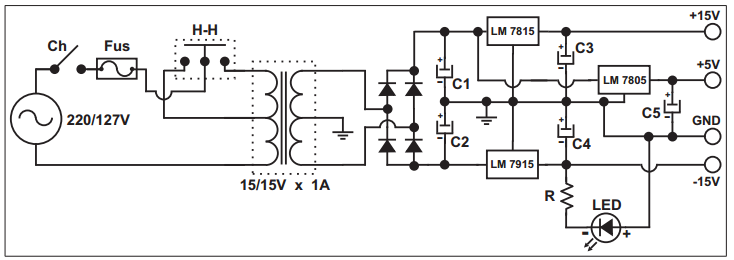 +15V
H-H
LM 7815
Ch
Fus
C3
+5V
LM 7805
C1
C5
220/127V
GND
C2
C4
LM 7915
-15V
15/15V x 1A
R
LED